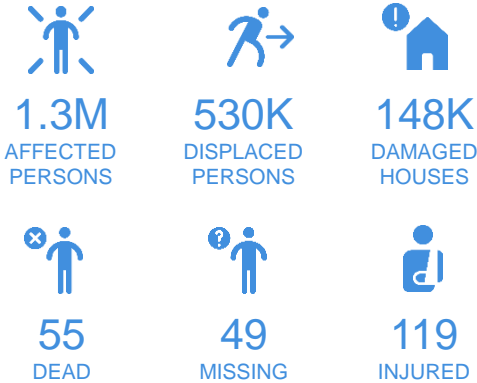 1.3M
AFFECTED
PERSONS
530K
DISPLACED
PERSONS
148K
DAMAGED
HOUSES
55
DEAD
49
MISSING
119
INJURED